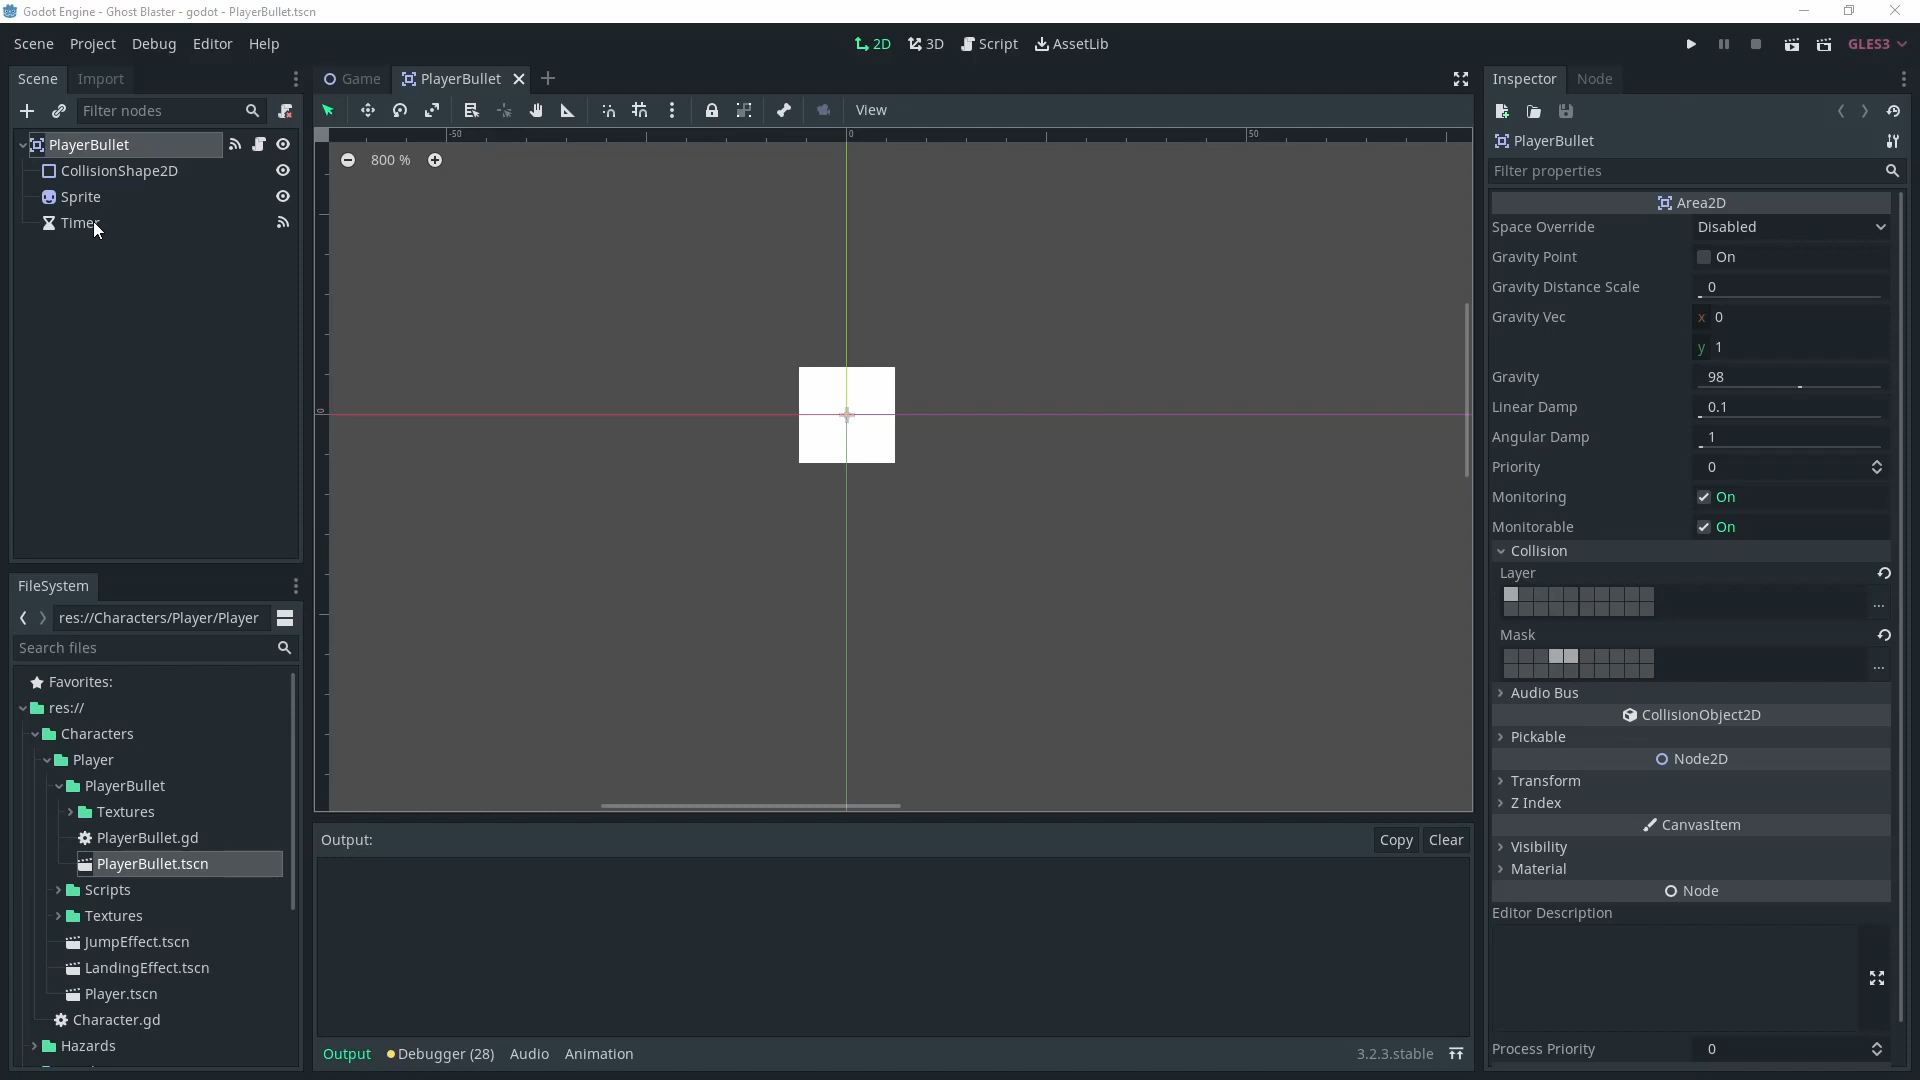 Godot Engine - Ghost Blaster - godot - PlayerBullet.tscn
Scene Project Debug Editor Help
2D 3D Script AssetLib
GLES3
Scene Import
Filter nodes
PlayerBullet
CollisionShape2D
Sprite
Timer
Game PlayerBullet
View
-50 0 50
800 %
0
FileSystem
res://Characters/Player/Player
Search files
Favorites:
res://
Characters
Player
PlayerBullet
Textures
PlayerBullet.gd
PlayerBullet.tscn
Scripts
Textures
JumpEffect.tscn
LandingEffect.tscn
Player.tscn
Character.gd
Hazards
Output:
Copy Clear
Output Debugger (28) Audio Animation
3.2.3.stable
Inspector Node
PlayerBullet
Filter properties
Area2D
Space Override Disabled
Gravity Point On
Gravity Distance Scale 0
Gravity Vec x 0
y 1
Gravity 98
Linear Damp 0.1
Angular Damp 1
Priority 0
Monitoring On
Monitorable On
Collision
Layer
...
Mask
...
Audio Bus
CollisionObject2D
Pickable
Node2D
Transform
Z Index
CanvasItem
Visibility
Material
Node
Editor Description
Process Priority 0